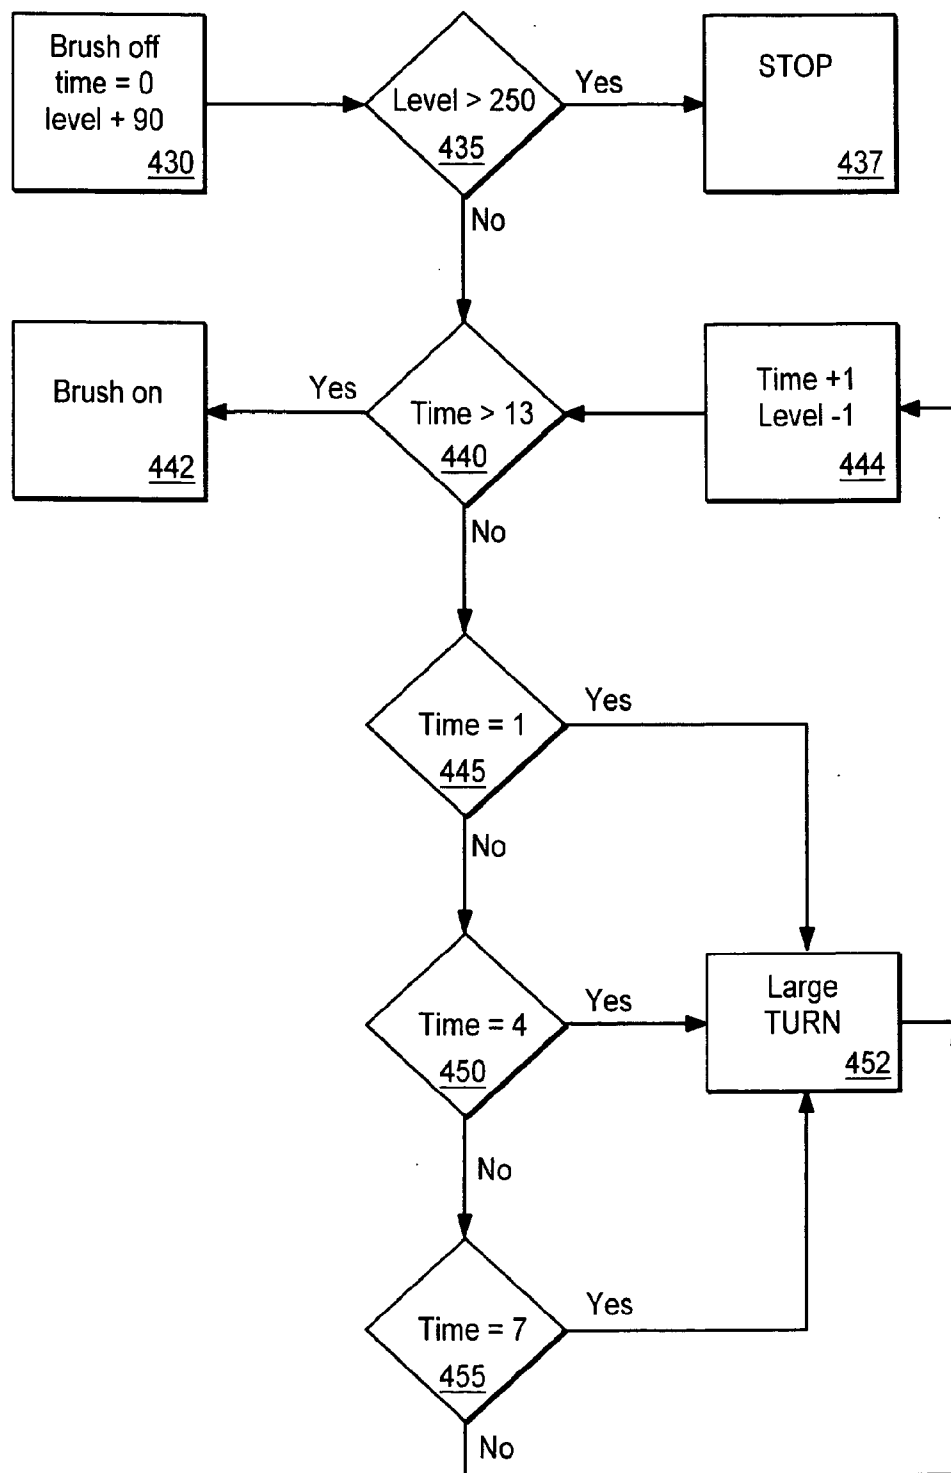 Brush off
time = 0
level + 90
430
Level > 250
435
Yes
STOP
437
No
Brush on
442
Yes
Time > 13
440
Time +1
Level -1
444
No
Time = 1
445
Yes
No
Time = 4
450
Yes
Large
TURN
452
No
Time = 7
455
Yes
No